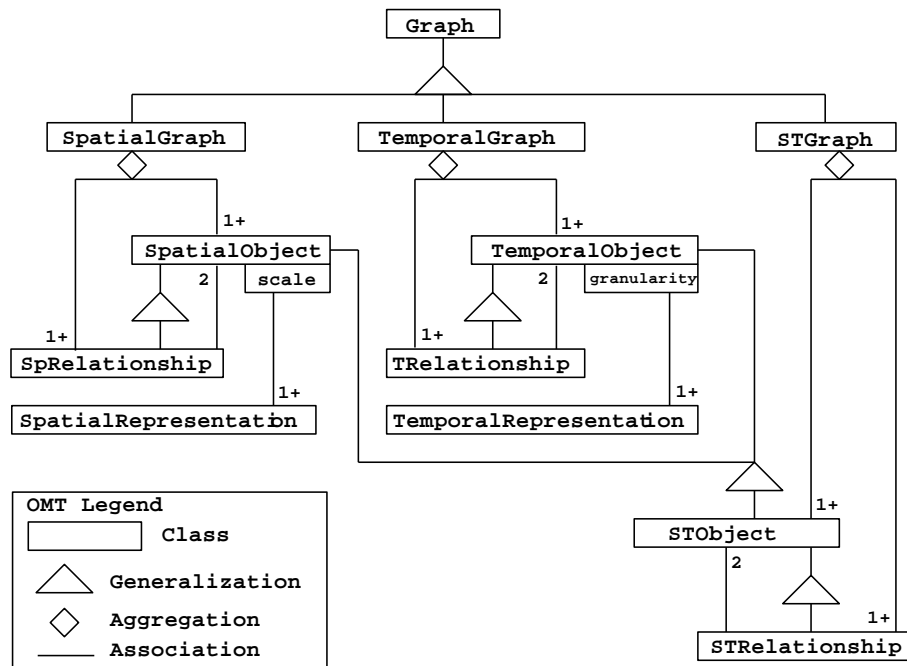 Graph
SpatialGraph
TemporalGraph
STGraph
1+
1+
SpatialObject
TemporalObject
2
scale
2
granularity
1+
1+
SpRelationship
TRelationship
1+
1+
SpatialRepresentation
TemporalRepresentation
OMT Legend
Class
Generalization
Aggregation
Association
1+
STObject
2
1+
STRelationship